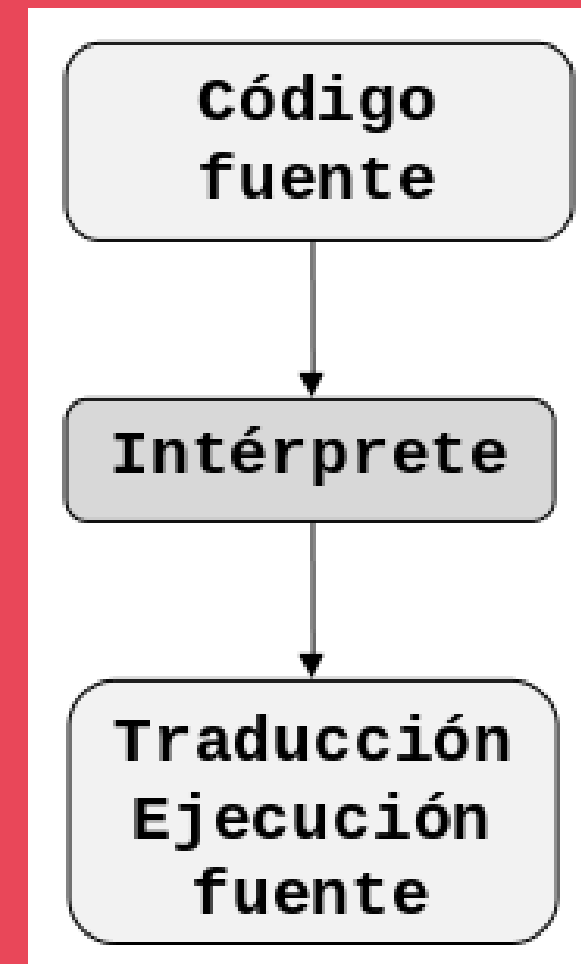 Código
fuente
Intérprete
Traducción
Ejecución
fuente